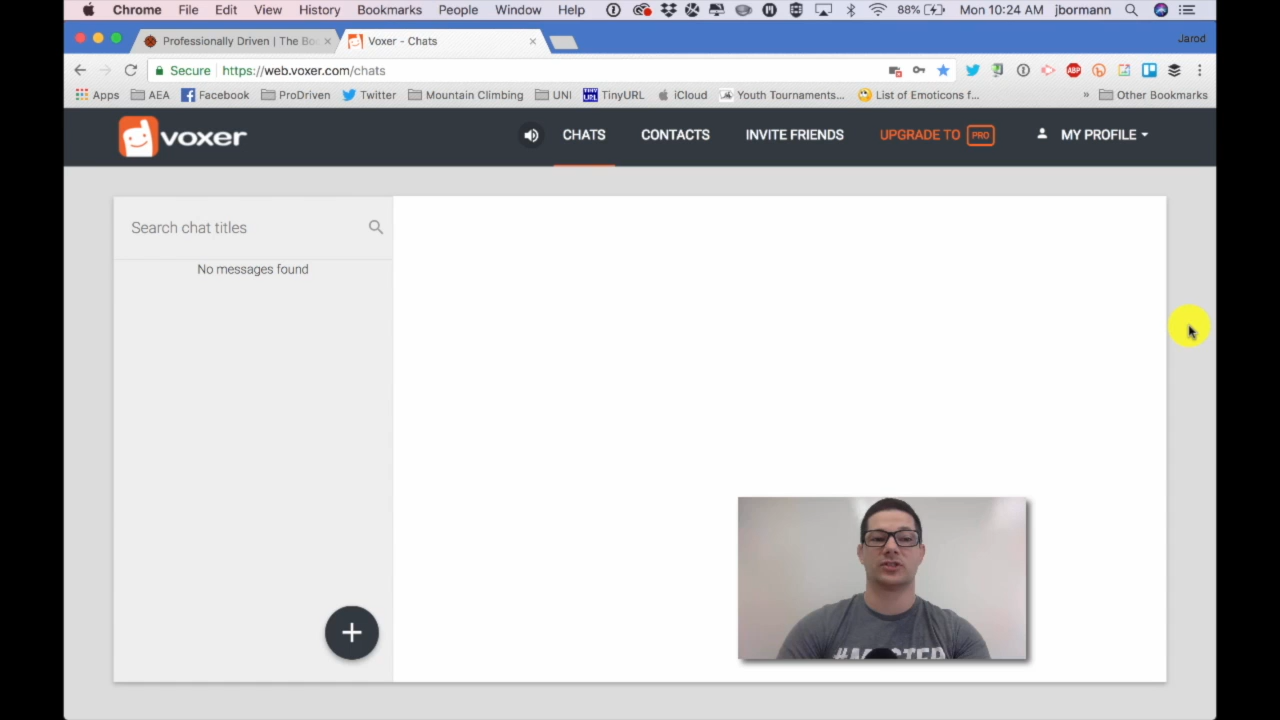 Chrome File Edit View History Bookmarks People Window Help 88% Mon 10:24 AM jbormann
Professionally Driven | The Bo Voxer - Chats Jarod
Secure https://web.voxer.com/chats
Apps AEA Facebook ProDriven Twitter Mountain Climbing UNI TinyURL iCloud Youth Tournaments... List of Emoticons f... » Other Bookmarks
voxer CHATS CONTACTS INVITE FRIENDS UPGRADE TO PRO MY PROFILE
Search chat titles
No messages found